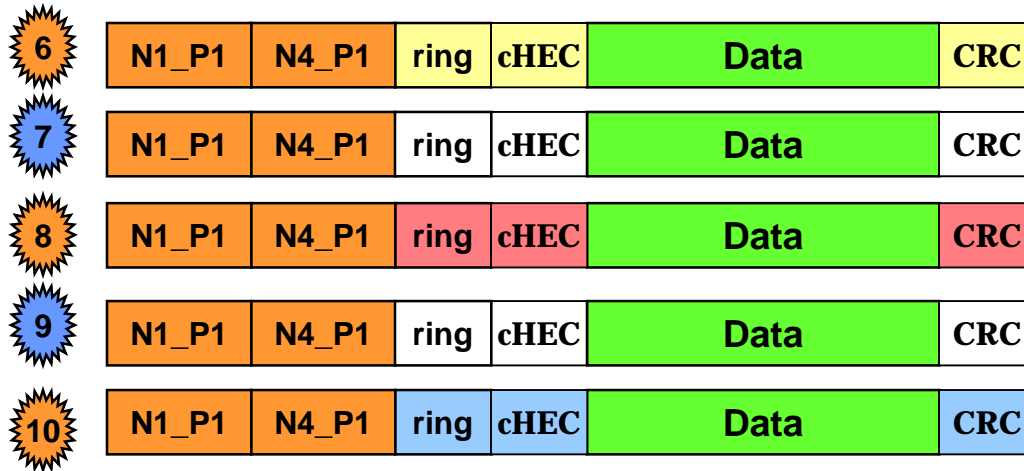 6 N1_P1 N4_P1 ring cHEC Data CRC
7 N1_P1 N4_P1 ring cHEC Data CRC
8 N1_P1 N4_P1 ring cHEC Data CRC
9 N1_P1 N4_P1 ring cHEC Data CRC
10 N1_P1 N4_P1 ring cHEC Data CRC